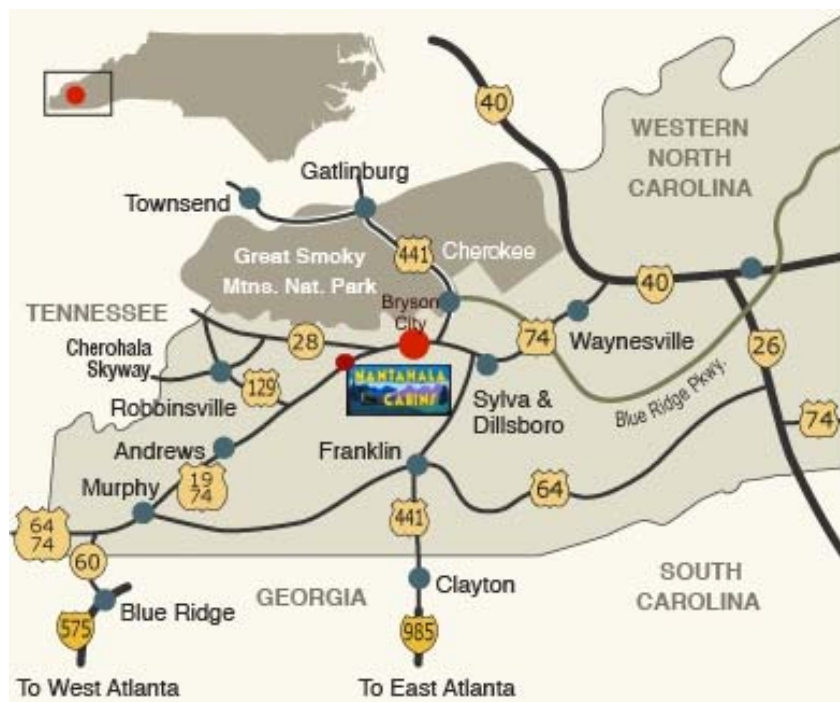 40
WESTERN
NORTH
CAROLINA
Gatlinburg
Townsend
441
Cherokee
Great Smoky
Mtns. Nat. Park
40
Bryson
City
TENNESSEE
28
74
Waynesville
26
Cherohala
Skyway
129
NANTAHALA
CABINS
Blue Ridge Pkwy.
Robbinsville
Sylva &
Dillsboro
74
Andrews
Franklin
Murphy
19
74
64
441
64
74
60
Clayton
SOUTH
CAROLINA
GEORGIA
Blue Ridge
575
985
To West Atlanta
To East Atlanta